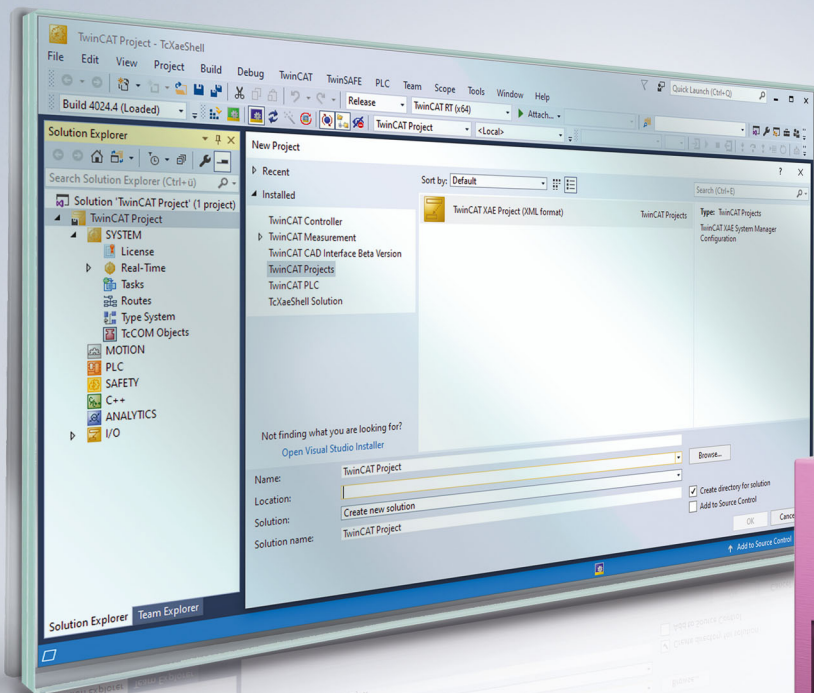 TwinCAT Project - TcXaeShell
Quick Launch (Ctrl+Q)
File Edit View Project Build Debug TwinCAT TwinSAFE PLC Team Scope Tools Window Help
Release TwinCAT RT (x64) Attach...
Build 4024.4 (Loaded) TwinCAT Project <Local>
Solution Explorer
Search Solution Explorer (Ctrl+ü)
Solution 'TwinCAT Project' (1 project)
TwinCAT Project
SYSTEM
License
Real-Time
Tasks
Routes
Type System
TcCOM Objects
MOTION
PLC
SAFETY
C++
ANALYTICS
I/O
Solution Explorer Team Explorer
New Project
Recent
Installed
TwinCAT Controller
TwinCAT Measurement
TwinCAT CAD Interface Beta Version
TwinCAT Projects
TwinCAT PLC
TcXaeShell Solution
Not finding what you are looking for?
Open Visual Studio Installer
Sort by: Default
Search (Ctrl+E)
TwinCAT XAE Project (XML format) TwinCAT Projects
Type: TwinCAT Projects
TwinCAT XAE System Manager
Configuration
Name: TwinCAT Project
Location:
Browse...
Solution: Create new solution
Solution name: TwinCAT Project
Create directory for solution
Add to Source Control
OK Cance
Add to Source Control